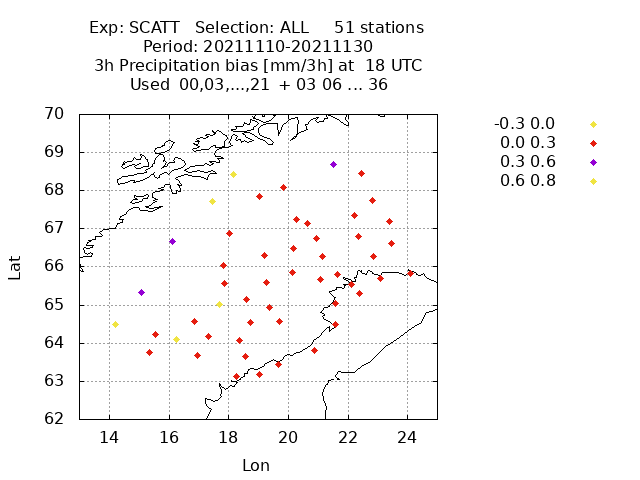 Exp: SCATT   Selection: ALL     51 stations
Period: 20211110-20211130
3h Precipitation bias [mm/3h] at  18 UTC
Used  00,03,...,21  + 03 06 ... 36
-0.3 0.0
0.0 0.3
0.3 0.6
0.6 0.8
70
69
68
67
66
65
64
63
62
Lat
14 16 18 20 22 24
Lon